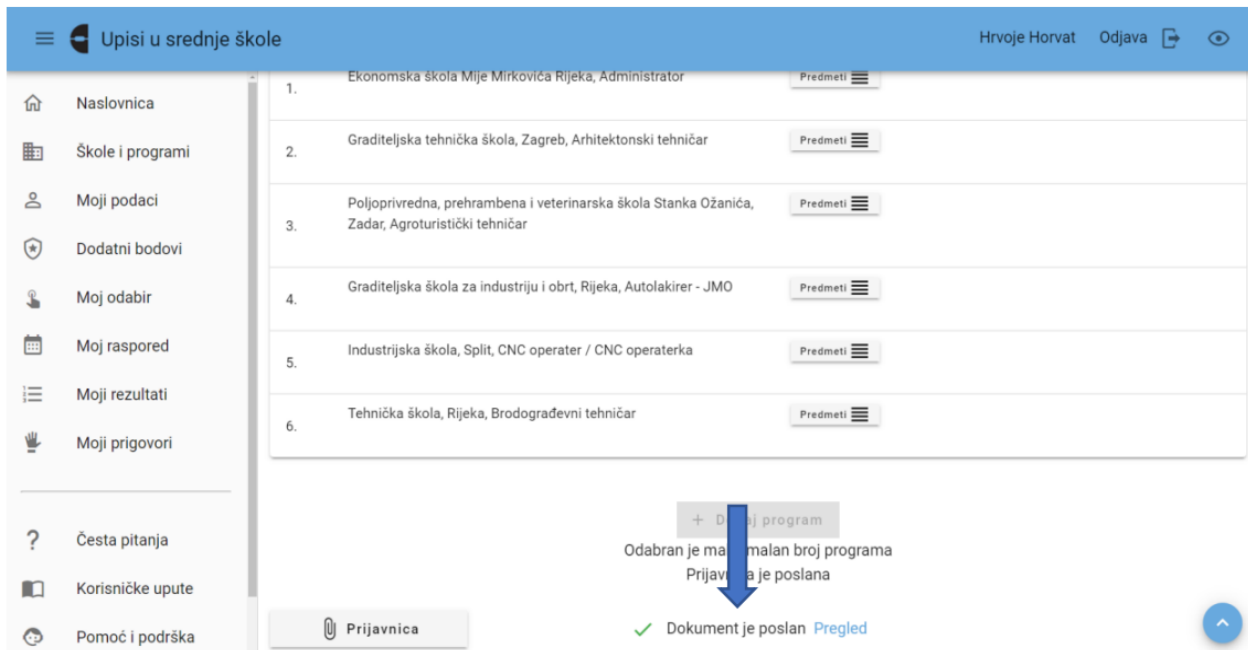 Upisi u srednje škole
Hrvoje Horvat
Odjava
Naslovnica
Škole i programi
Moji podaci
Dodatni bodovi
Moj odabir
Moj raspored
Moji rezultati
Moji prigovori
Česta pitanja
Korisničke upute
Pomoć i podrška
1.
Ekonomska škola Mije Mirkovića Rijeka, Administrator
Predmeti
2.
Graditeljska tehnička škola, Zagreb, Arhitektonski tehničar
Predmeti
3.
Poljoprivredna, prehrambena i veterinarska škola Stanka Ožanića,
Zadar, Agroturistički tehničar
Predmeti
4.
Graditeljska škola za industriju i obrt, Rijeka, Autolakirer - JMO
Predmeti
5.
Industrijska škola, Split, CNC operater / CNC operaterka
Predmeti
6.
Tehnička škola, Rijeka, Brodograđevni tehničar
Predmeti
+ Dodaj program
Odabran je maksimalan broj programa
Prijavnica je poslana
Prijavnica
Dokument je poslan Pregled